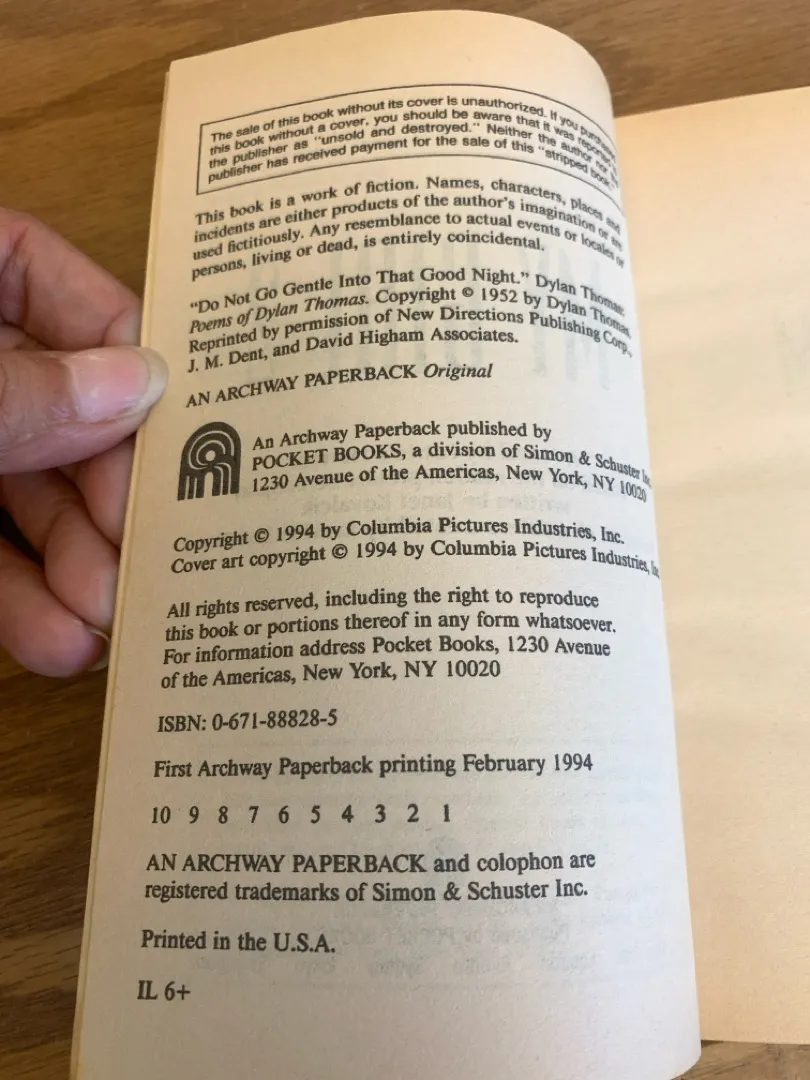 The sale of this book without its cover is unauthorized. If you purchased
this book without a cover, you should be aware that it was reported to
the publisher as "unsold and destroyed." Neither the author nor the
publisher has received payment for the sale of this "stripped book."
This book is a work of fiction. Names, characters, places and
incidents are either products of the author's imagination or are
used fictitiously. Any resemblance to actual events or locales or
persons, living or dead, is entirely coincidental.
“Do Not Go Gentle Into That Good Night.” Dylan Thomas:
Poems of Dylan Thomas. Copyright © 1952 by Dylan Thomas.
Reprinted by permission of New Directions Publishing Corp.,
J. M. Dent, and David Higham Associates.
AN ARCHWAY PAPERBACK Original
An Archway Paperback published by
POCKET BOOKS, a division of Simon & Schuster Inc.
1230 Avenue of the Americas, New York, NY 10020
Copyright © 1994 by Columbia Pictures Industries, Inc.
Cover art copyright © 1994 by Columbia Pictures Industries, Inc.
All rights reserved, including the right to reproduce
this book or portions thereof in any form whatsoever.
For information address Pocket Books, 1230 Avenue
of the Americas, New York, NY 10020
ISBN: 0-671-88828-5
First Archway Paperback printing February 1994
10 9 8 7 6 5 4 3 2 1
AN ARCHWAY PAPERBACK and colophon are
registered trademarks of Simon & Schuster Inc.
Printed in the U.S.A.
IL 6+